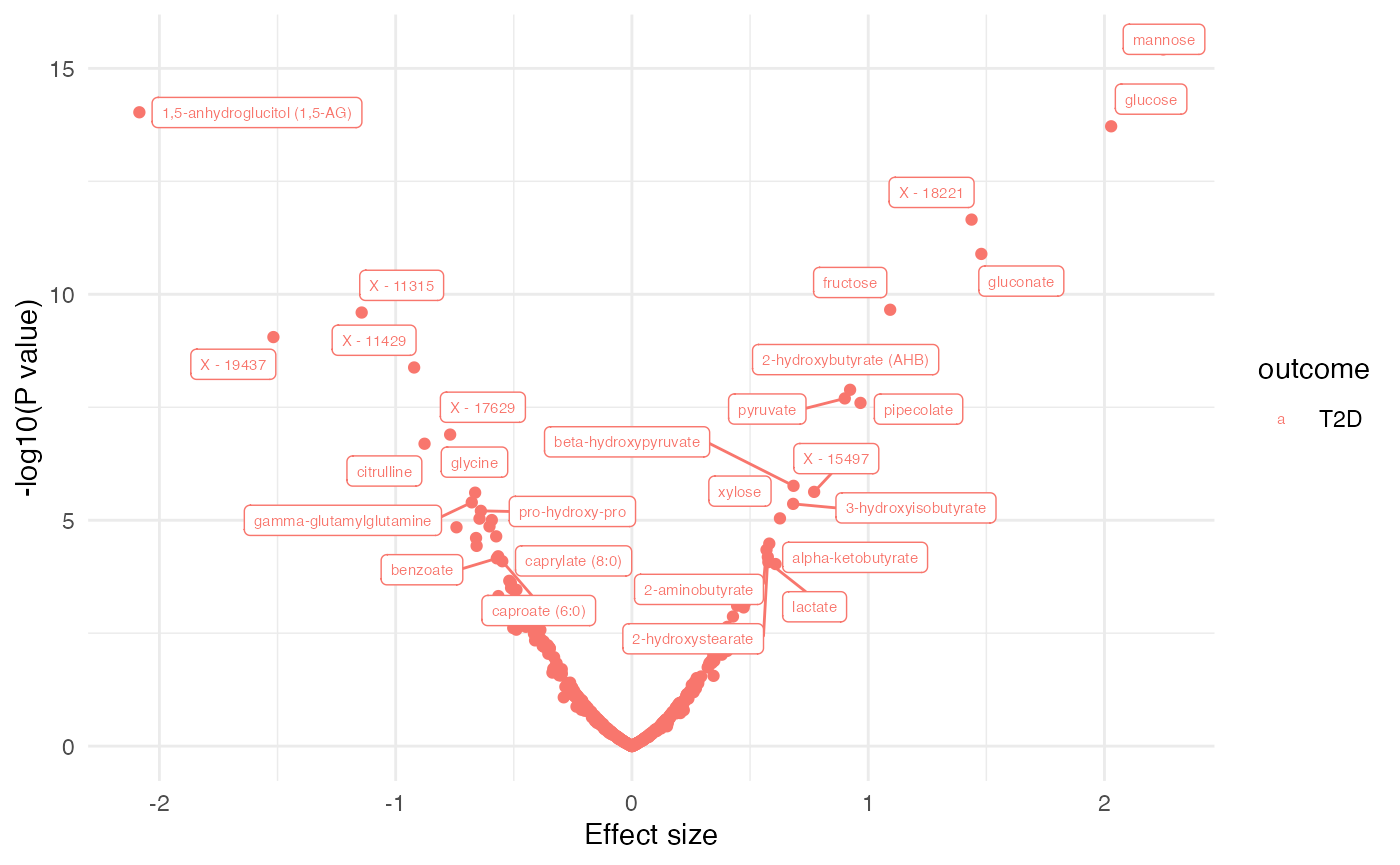 mannose
15
glucose
1,5-anhydroglucitol (1,5-AG)
X - 18221
X - 11315
fructose
gluconate
10
X - 11429
X - 19437
2-hydroxybutyrate (AHB)
outcome
X - 17629
pyruvate
pipecolate
a T2D
beta-hydroxypyruvate
X - 15497
citrulline
glycine
xylose
3-hydroxyisobutyrate
pro-hydroxy-pro
gamma-glutamylglutamine
5
caprylate (8:0)
alpha-ketobutyrate
benzoate
2-aminobutyrate
caproate (6:0)
lactate
2-hydroxystearate
0
-log10(P value)
-2 -1 0 1 2
Effect size